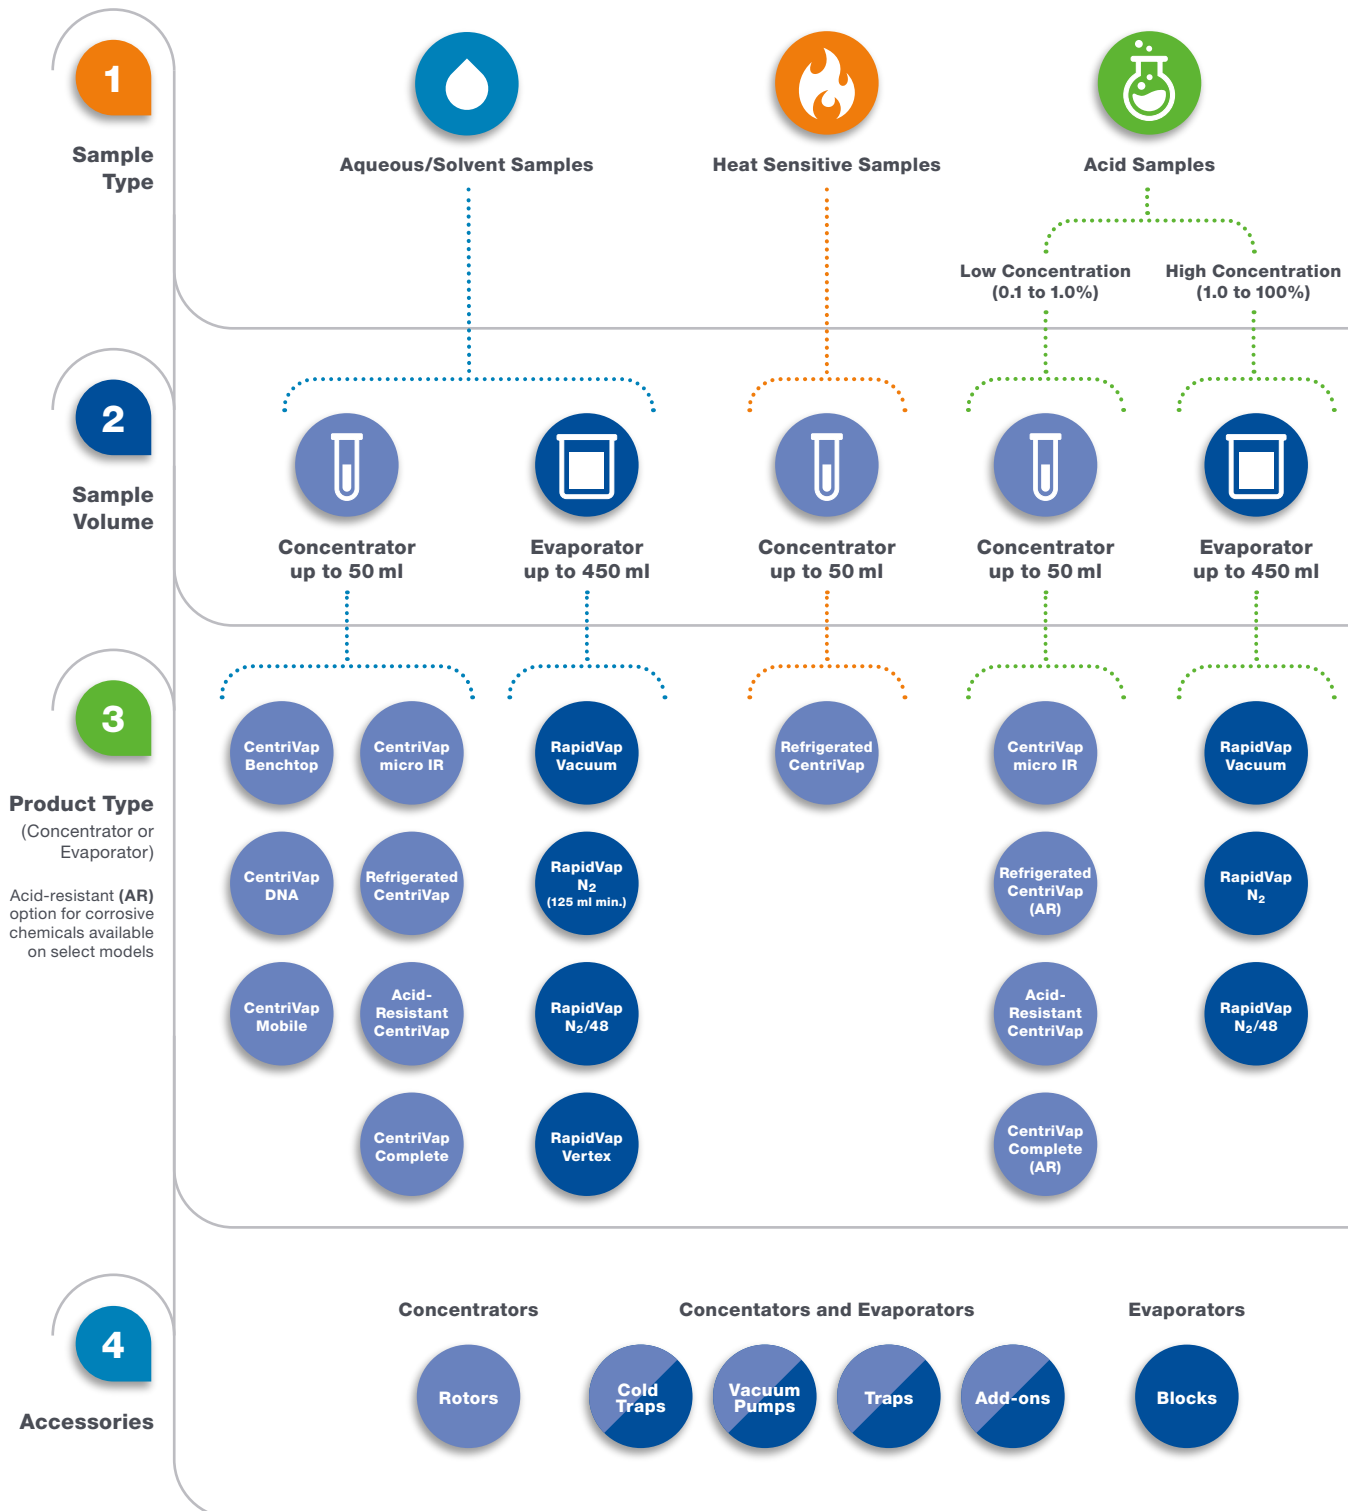 1
Sample
Type
Aqueous/Solvent Samples
Heat Sensitive Samples
Acid Samples
Low Concentration
(0.1 to 1.0%)
High Concentration
(1.0 to 100%)
2
Sample
Volume
Concentrator
up to 50 ml
Evaporator
up to 450 ml
Concentrator
up to 50 ml
Concentrator
up to 50 ml
Evaporator
up to 450 ml
3
Product Type
(Concentrator or
Evaporator)
Acid-resistant (AR)
option for corrosive
chemicals available
on select models
CentriVap
Benchtop
CentriVap
micro IR
RapidVap
Vacuum
Refrigerated
CentriVap
CentriVap
micro IR
RapidVap
Vacuum
CentriVap
DNA
Refrigerated
CentriVap
RapidVap
N₂
(125 ml min.)
Refrigerated
CentriVap
(AR)
RapidVap
N₂
CentriVap
Mobile
Acid-
Resistant
CentriVap
RapidVap
N₂/48
Acid-
Resistant
CentriVap
RapidVap
N₂/48
CentriVap
Complete
RapidVap
Vertex
CentriVap
Complete
(AR)
4
Accessories
Concentrators
Concentators and Evaporators
Evaporators
Rotors
Cold
Traps
Vacuum
Pumps
Traps
Add-ons
Blocks